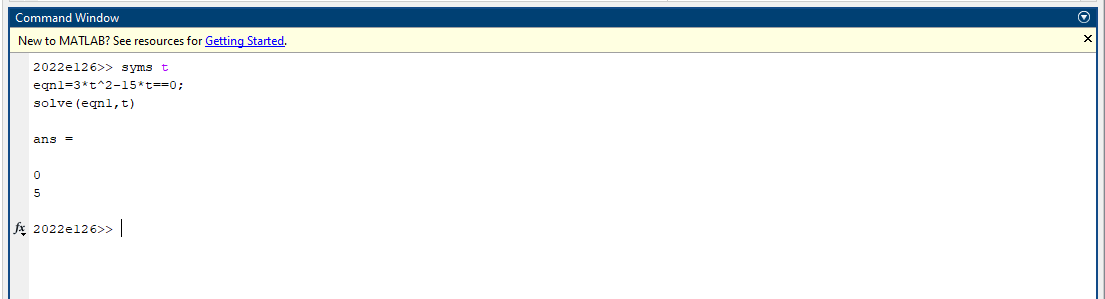 Command Window
New to MATLAB? See resources for Getting Started.
2022e126>> syms t
eqn1=3*t^2-15*t==0;
solve(eqn1,t)
ans =
0
5
fx 2022e126>>